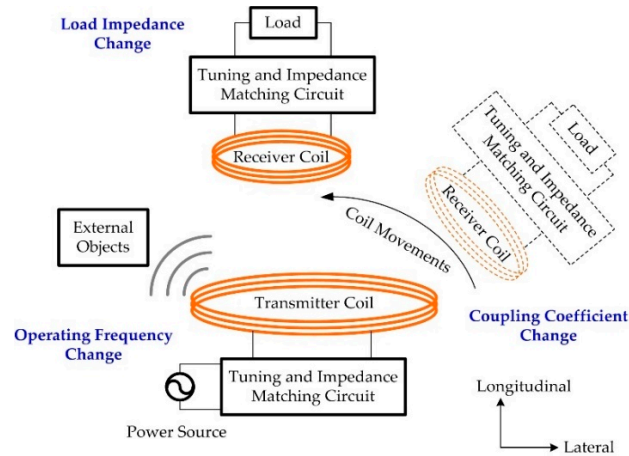 Load Impedance
Change
Load
Tuning and Impedance
Matching Circuit
Receiver Coil
Tuning and Impedance
Matching Circuit
Load
Receiver Coil
External
Objects
Coil Movements
Transmitter Coil
Operating Frequency
Change
Coupling Coefficient
Change
Tuning and Impedance
Matching Circuit
Power Source
Longitudinal
Lateral